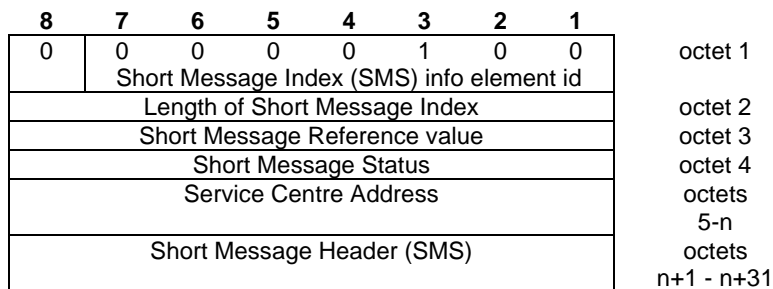 8 7 6 5 4 3 2 1
0 0 0 0 0 1 0 0 octet 1
Short Message Index (SMS) info element id
Length of Short Message Index octet 2
Short Message Reference value octet 3
Short Message Status octet 4
Service Centre Address octets
5-n
Short Message Header (SMS) octets
n+1 - n+31